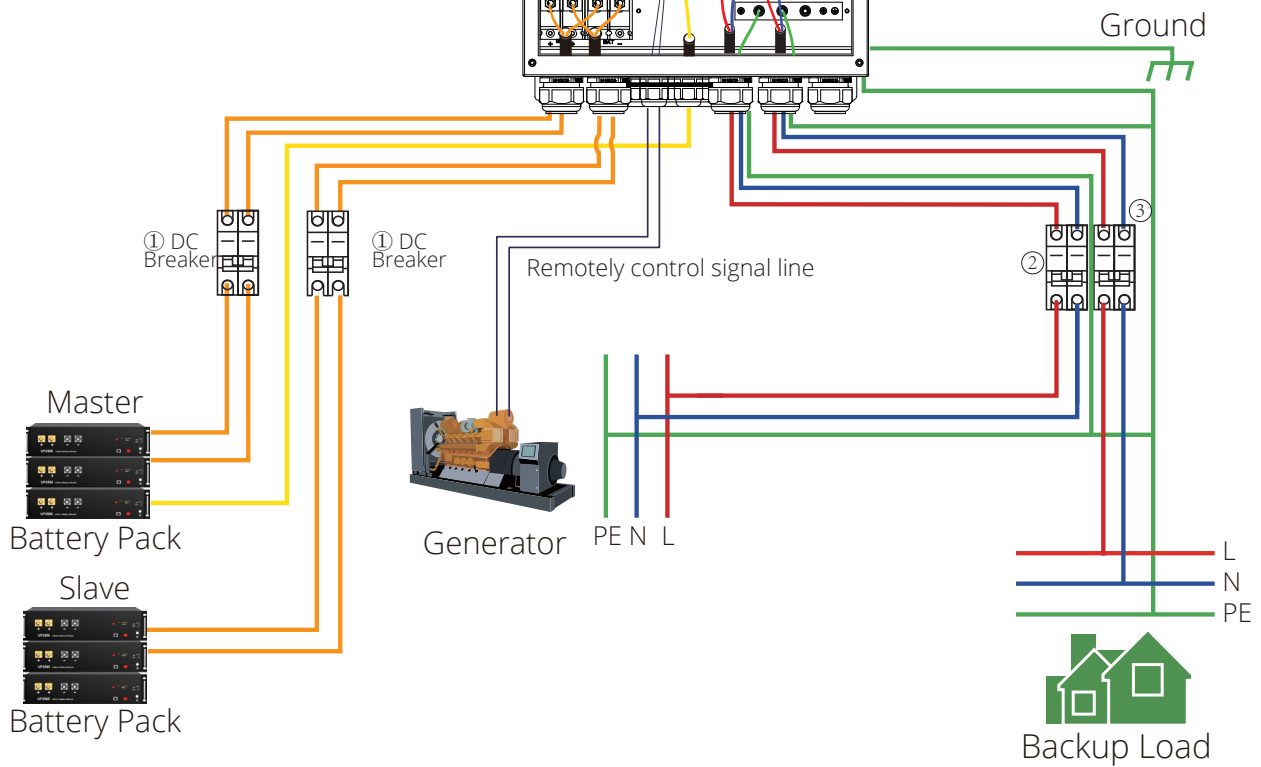 Ground
BAT
③
① DC
Breaker
① DC
Breaker
②
Remotely control signal line
Master
Battery Pack
Generator
PE N L
L
N
PE
Slave
Battery Pack
Backup Load